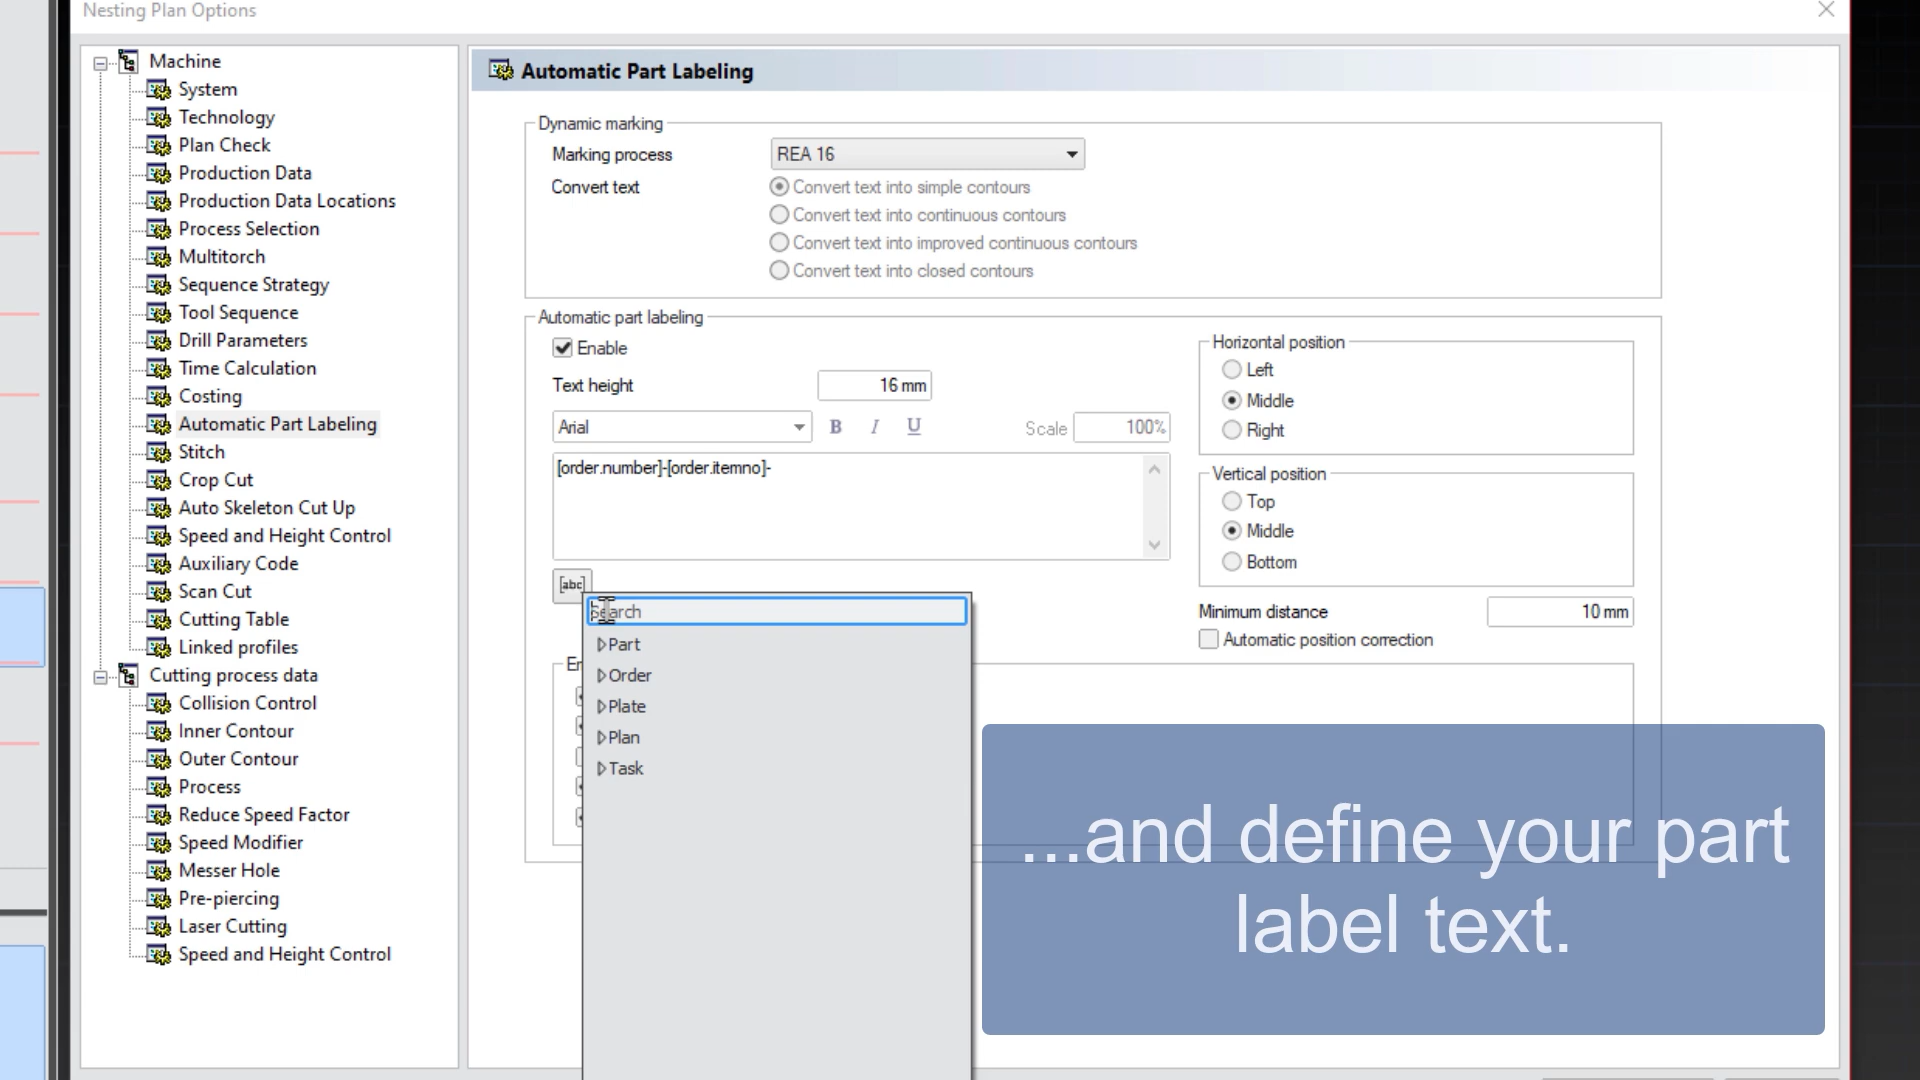 Nesting Plan Options
Machine
System
Technology
Plan Check
Production Data
Production Data Locations
Process Selection
Multitorch
Sequence Strategy
Tool Sequence
Drill Parameters
Time Calculation
Costing
Automatic Part Labeling
Stitch
Crop Cut
Auto Skeleton Cut Up
Speed and Height Control
Auxiliary Code
Scan Cut
Cutting Table
Linked profiles
Cutting process data
Collision Control
Inner Contour
Outer Contour
Process
Reduce Speed Factor
Speed Modifier
Messer Hole
Pre-piercing
Laser Cutting
Speed and Height Control
Automatic Part Labeling
Dynamic marking
Marking process
REA 16
Convert text
Convert text into simple contours
Convert text into continuous contours
Convert text into improved continuous contours
Convert text into closed contours
Automatic part labeling
Enable
Text height
16 mm
Arial
B I U
Scale
100%
[order.number]-[order.itemno]-
[abc]
Search
Part
Order
Plate
Plan
Task
Horizontal position
Left
Middle
Right
Vertical position
Top
Middle
Bottom
Minimum distance
10 mm
Automatic position correction
...and define your part
label text.